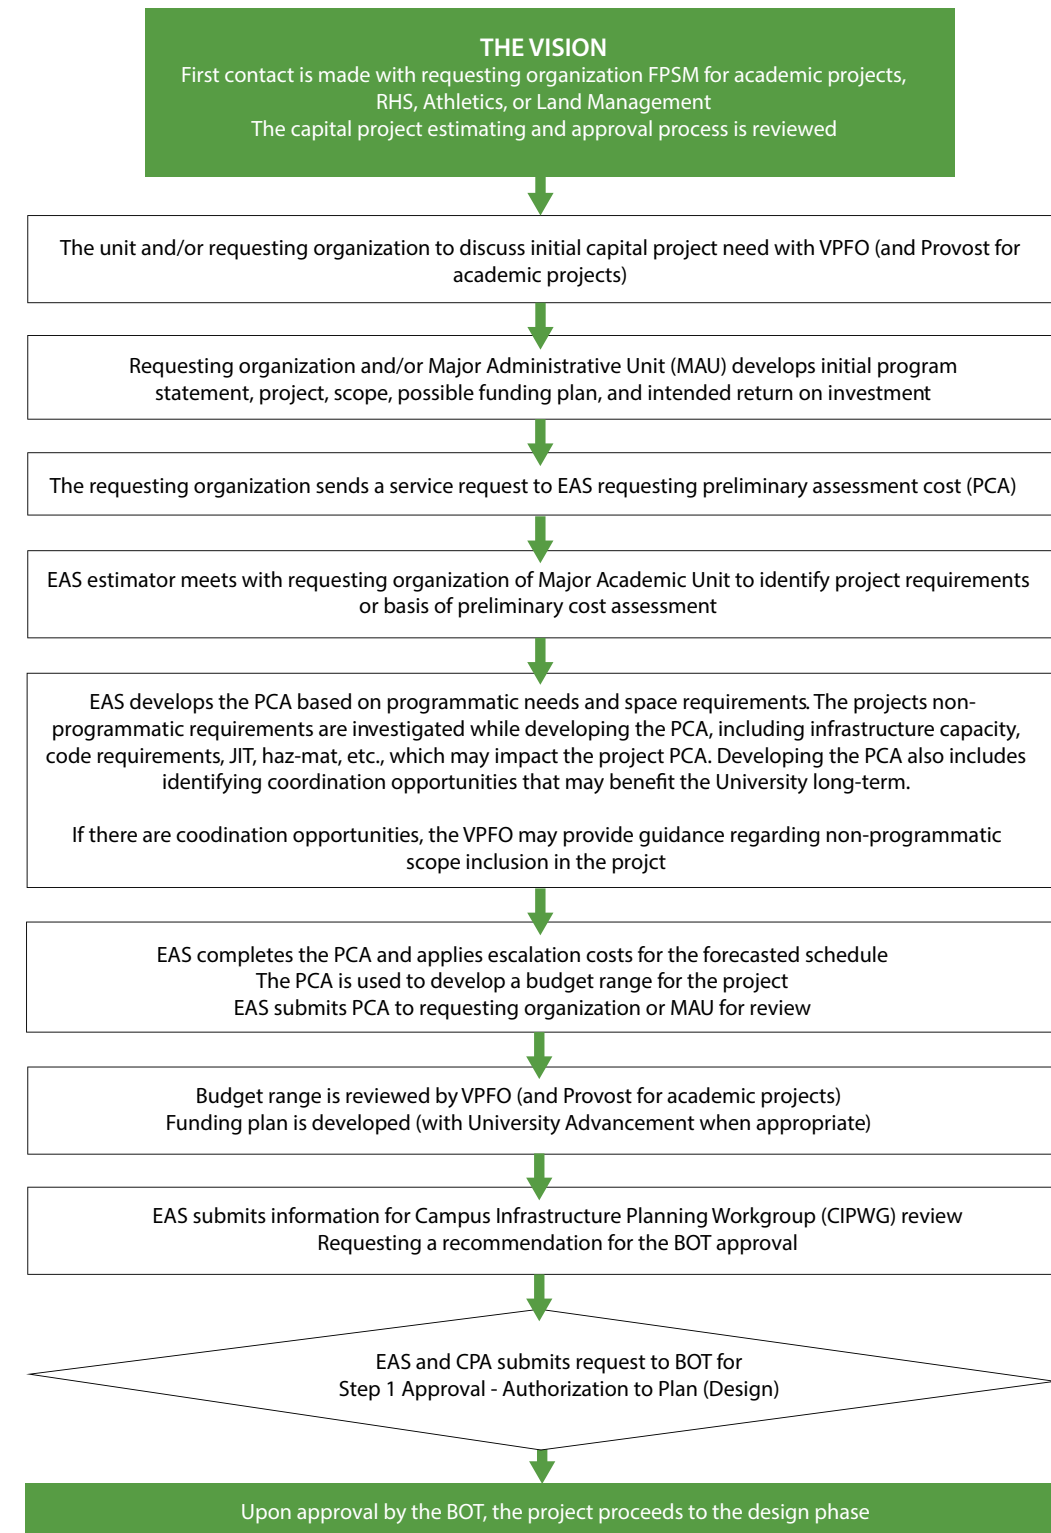 THE VISION
First contact is made with requesting organization FPSM for academic projects,
RHS, Athletics, or Land Management
The capital project estimating and approval process is reviewed
The unit and/or requesting organization to discuss initial capital project need with VPFO (and Provost for
academic projects)
Requesting organization and/or Major Administrative Unit (MAU) develops initial program
statement, project, scope, possible funding plan, and intended return on investment
The requesting organization sends a service request to EAS requesting preliminary assessment cost (PCA)
EAS estimator meets with requesting organization of Major Academic Unit to identify project requirements
or basis of preliminary cost assessment
EAS develops the PCA based on programmatic needs and space requirements. The projects non-
programmatic requirements are investigated while developing the PCA, including infrastructure capacity,
code requirements, JIT, haz-mat, etc., which may impact the project PCA. Developing the PCA also includes
identifying coordination opportunities that may benefit the University long-term.
If there are coodination opportunities, the VPFO may provide guidance regarding non-programmatic
scope inclusion in the projct
EAS completes the PCA and applies escalation costs for the forecasted schedule
The PCA is used to develop a budget range for the project
EAS submits PCA to requesting organization or MAU for review
Budget range is reviewed by VPFO (and Provost for academic projects)
Funding plan is developed (with University Advancement when appropriate)
EAS submits information for Campus Infrastructure Planning Workgroup (CIPWG) review
Requesting a recommendation for the BOT approval
EAS and CPA submits request to BOT for
Step 1 Approval - Authorization to Plan (Design)
Upon approval by the BOT, the project proceeds to the design phase